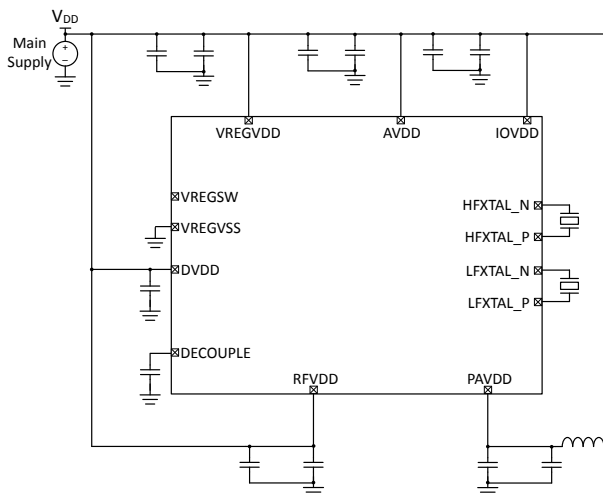 VDD
Main
Supply
+
−
VREGVDD
AVDD
IOVDD
VREGSW
HFXTAL_N
VREGVSS
HFXTAL_P
DVDD
LFXTAL_N
LFXTAL_P
DECOUPLE
RFVDD
PAVDD